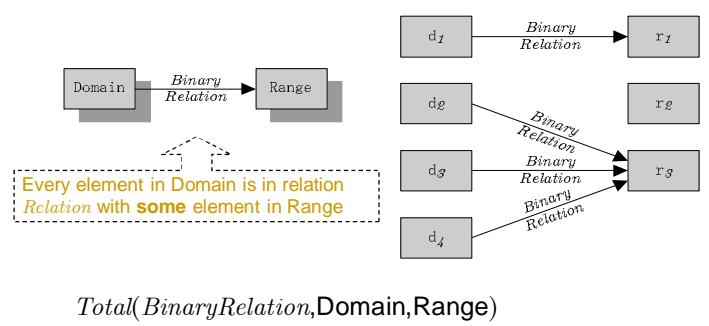 Domain
Binary
Relation
Range
Every element in Domain is in relation
Rclation with some element in Range
d1
Binary
Relation
r1
d2
Binary
Relation
r2
d3
Binary
Relation
r3
d4
Binary
Relation
Total(BinaryRelation,Domain,Range)